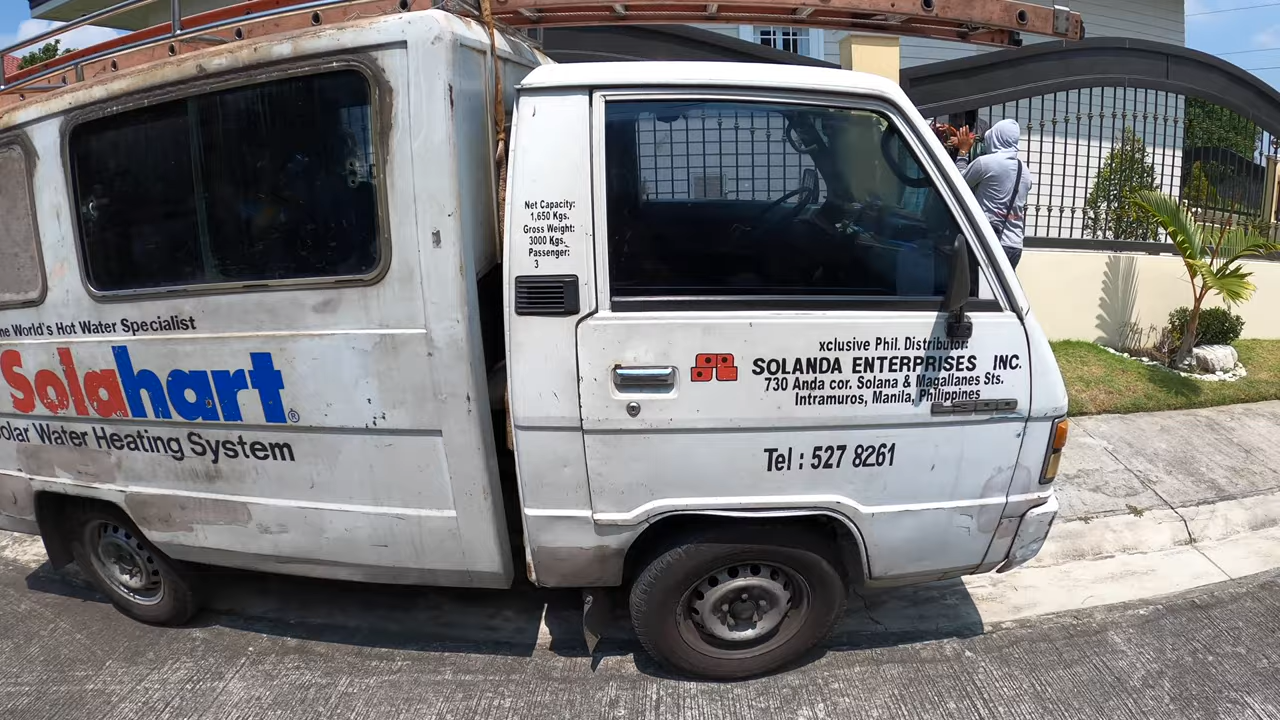 ne World's Hot Water Specialist
Solahart®
olar Water Heating System
Net Capacity:
1,650 Kgs.
Gross Weight:
3000 Kgs.
Passenger:
3
xclusive Phil. Distributor:
SOLANDA ENTERPRISES INC.
730 Anda cor. Solana & Magallanes Sts.
Intramuros, Manila, Philippines
L300
Tel : 527 8261